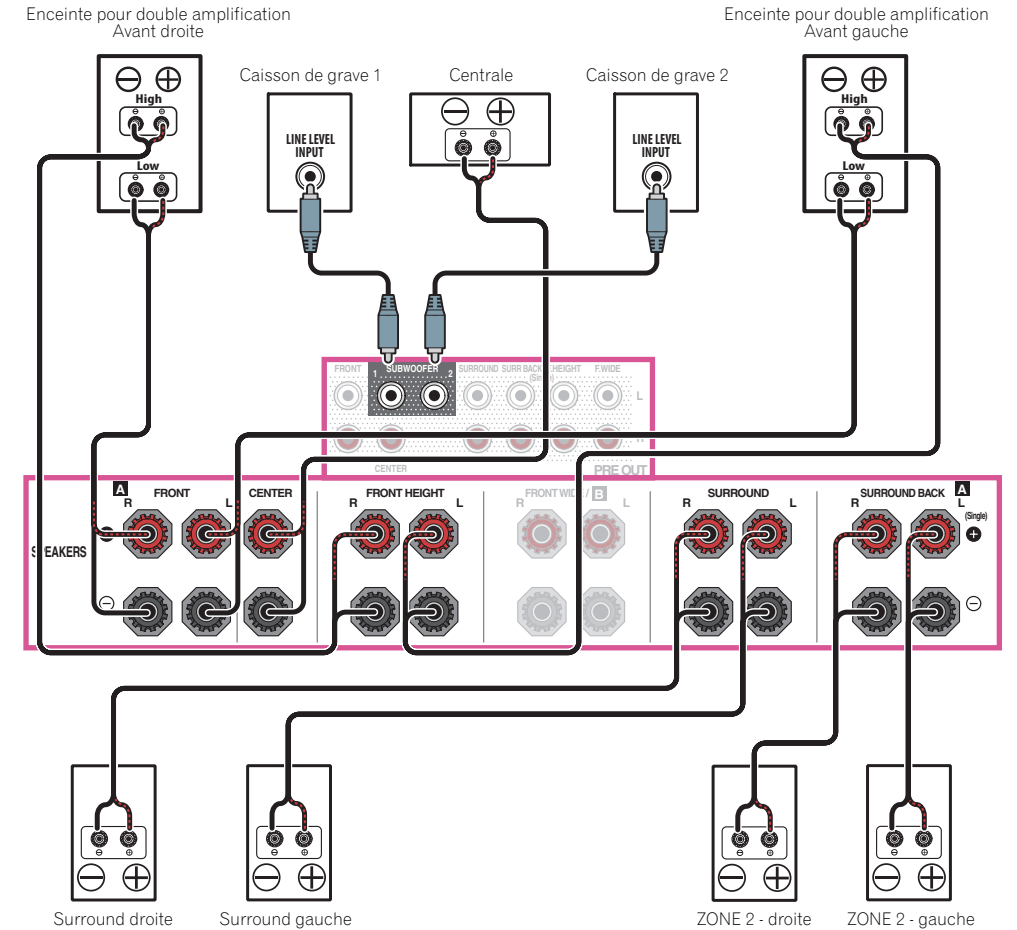 Enceinte pour double amplification
Avant droite
Enceinte pour double amplification
Avant gauche
Caisson de grave 1
Centrale
Caisson de grave 2
High
Low
LINE LEVEL
INPUT
LINE LEVEL
INPUT
High
Low
FRONT
1 SUBWOOFER 2
SURROUND
SURR BACK
(Single)
F.WIDE
L
CENTER
PRE OUT
A
FRONT
R
L
CENTER
FRONT HEIGHT
R
L
FRONT WIDE / B
R
L
SURROUND
R
L
SURROUND BACK
A
R
L
(Single)
SPEAKERS
Surround droite
Surround gauche
ZONE 2 - droite
ZONE 2 - gauche